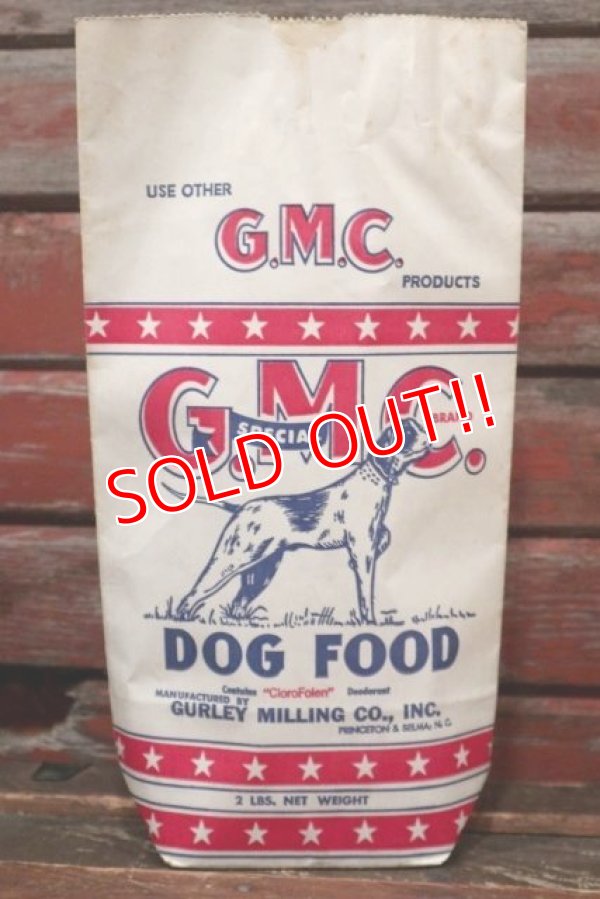 USE OTHER
G.M.C.
PRODUCTS
G.M.C.
SPECIAL
BRAND
SOLD OUT!!
DOG FOOD
Contains "CloroFolen" Deodorant
MANUFACTURED BY
GURLEY MILLING CO., INC.
PRINCETON & SELMA, N. C.
2 LBS. NET WEIGHT